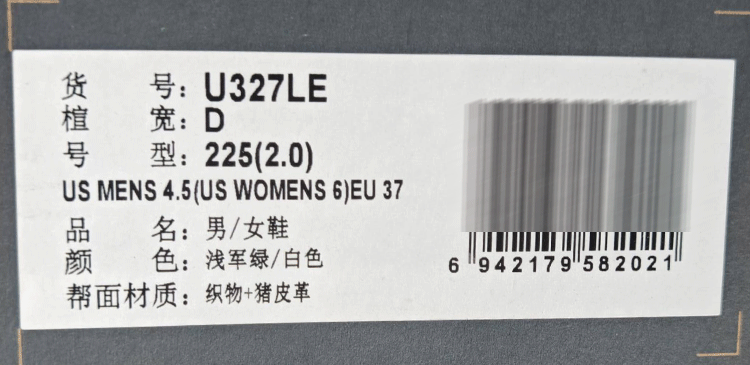 货 号：U327LE
楦 宽：D
号 型：225(2.0)
US MENS 4.5(US WOMENS 6)EU 37
品 名：男/女鞋
颜 色：浅军绿/白色
帮面材质：织物+猪皮革
6 942179 582021